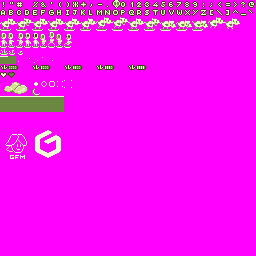 ! " # % & ' ( ) * + , - . 0 1 2 3 4 5 6 7 8 9 : ; < = > ?
A B C D E F G H I J K L M N O P Q R S T U V W X Y Z [ \ ] ^ _
GFM
G